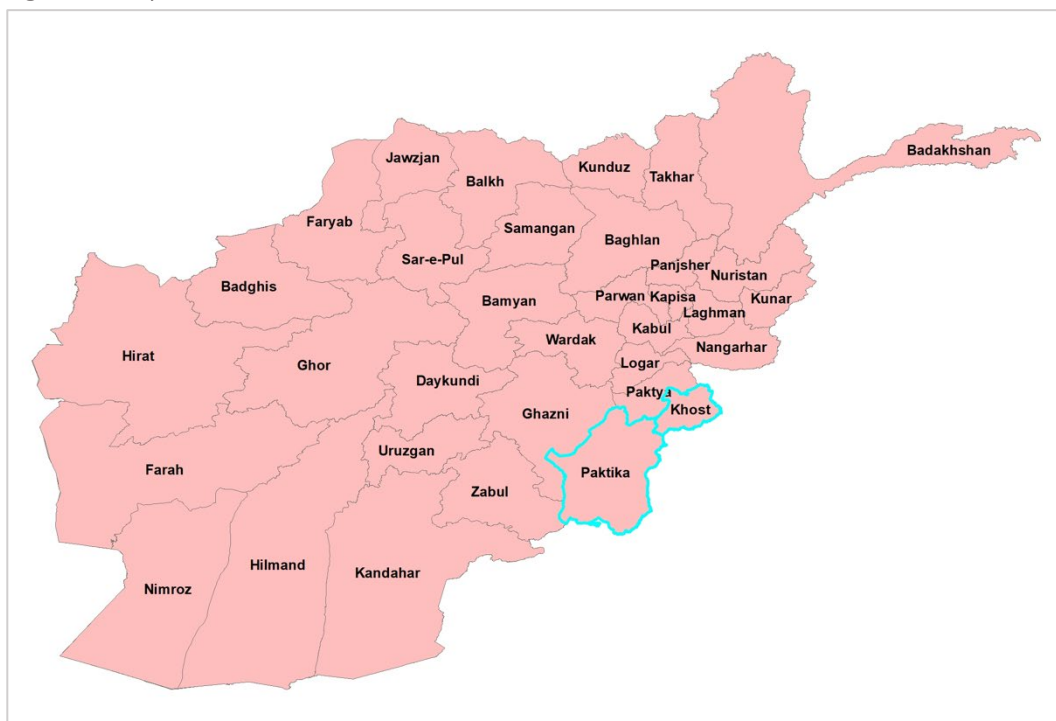 Jawzjan
Balkh
Kunduz
Takhar
Badakhshan
Faryab
Samangan
Baghlan
Sar-e-Pul
Panjsher
Nuristan
Badghis
Bamyan
Parwan
Kapisa
Kunar
Laghman
Kabul
Wardak
Nangarhar
Hirat
Ghor
Logar
Daykundi
Paktya
Ghazni
Khost
Uruzgan
Farah
Paktika
Zabul
Hilmand
Kandahar
Nimroz